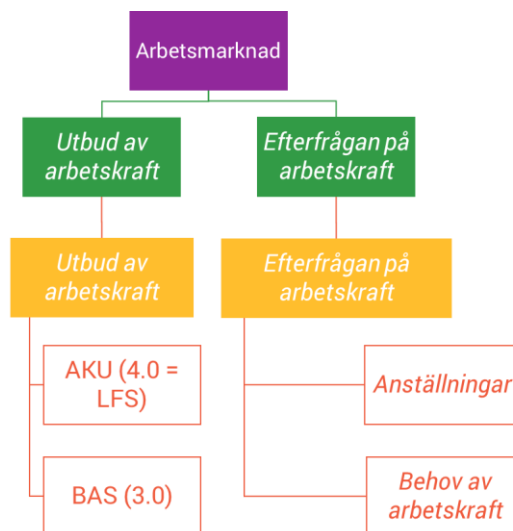 Arbetsmarknad
Utbud av
arbetskraft
Efterfrågan på
arbetskraft
Utbud av
arbetskraft
Efterfrågan på
arbetskraft
AKU (4.0 =
LFS)
Anställningar
BAS (3.0)
Behov av
arbetskraft